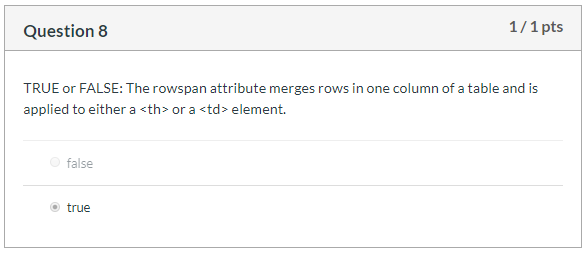 Question 8
1 / 1 pts
TRUE or FALSE: The rowspan attribute merges rows in one column of a table and is
applied to either a <th> or a <td> element.
false
true